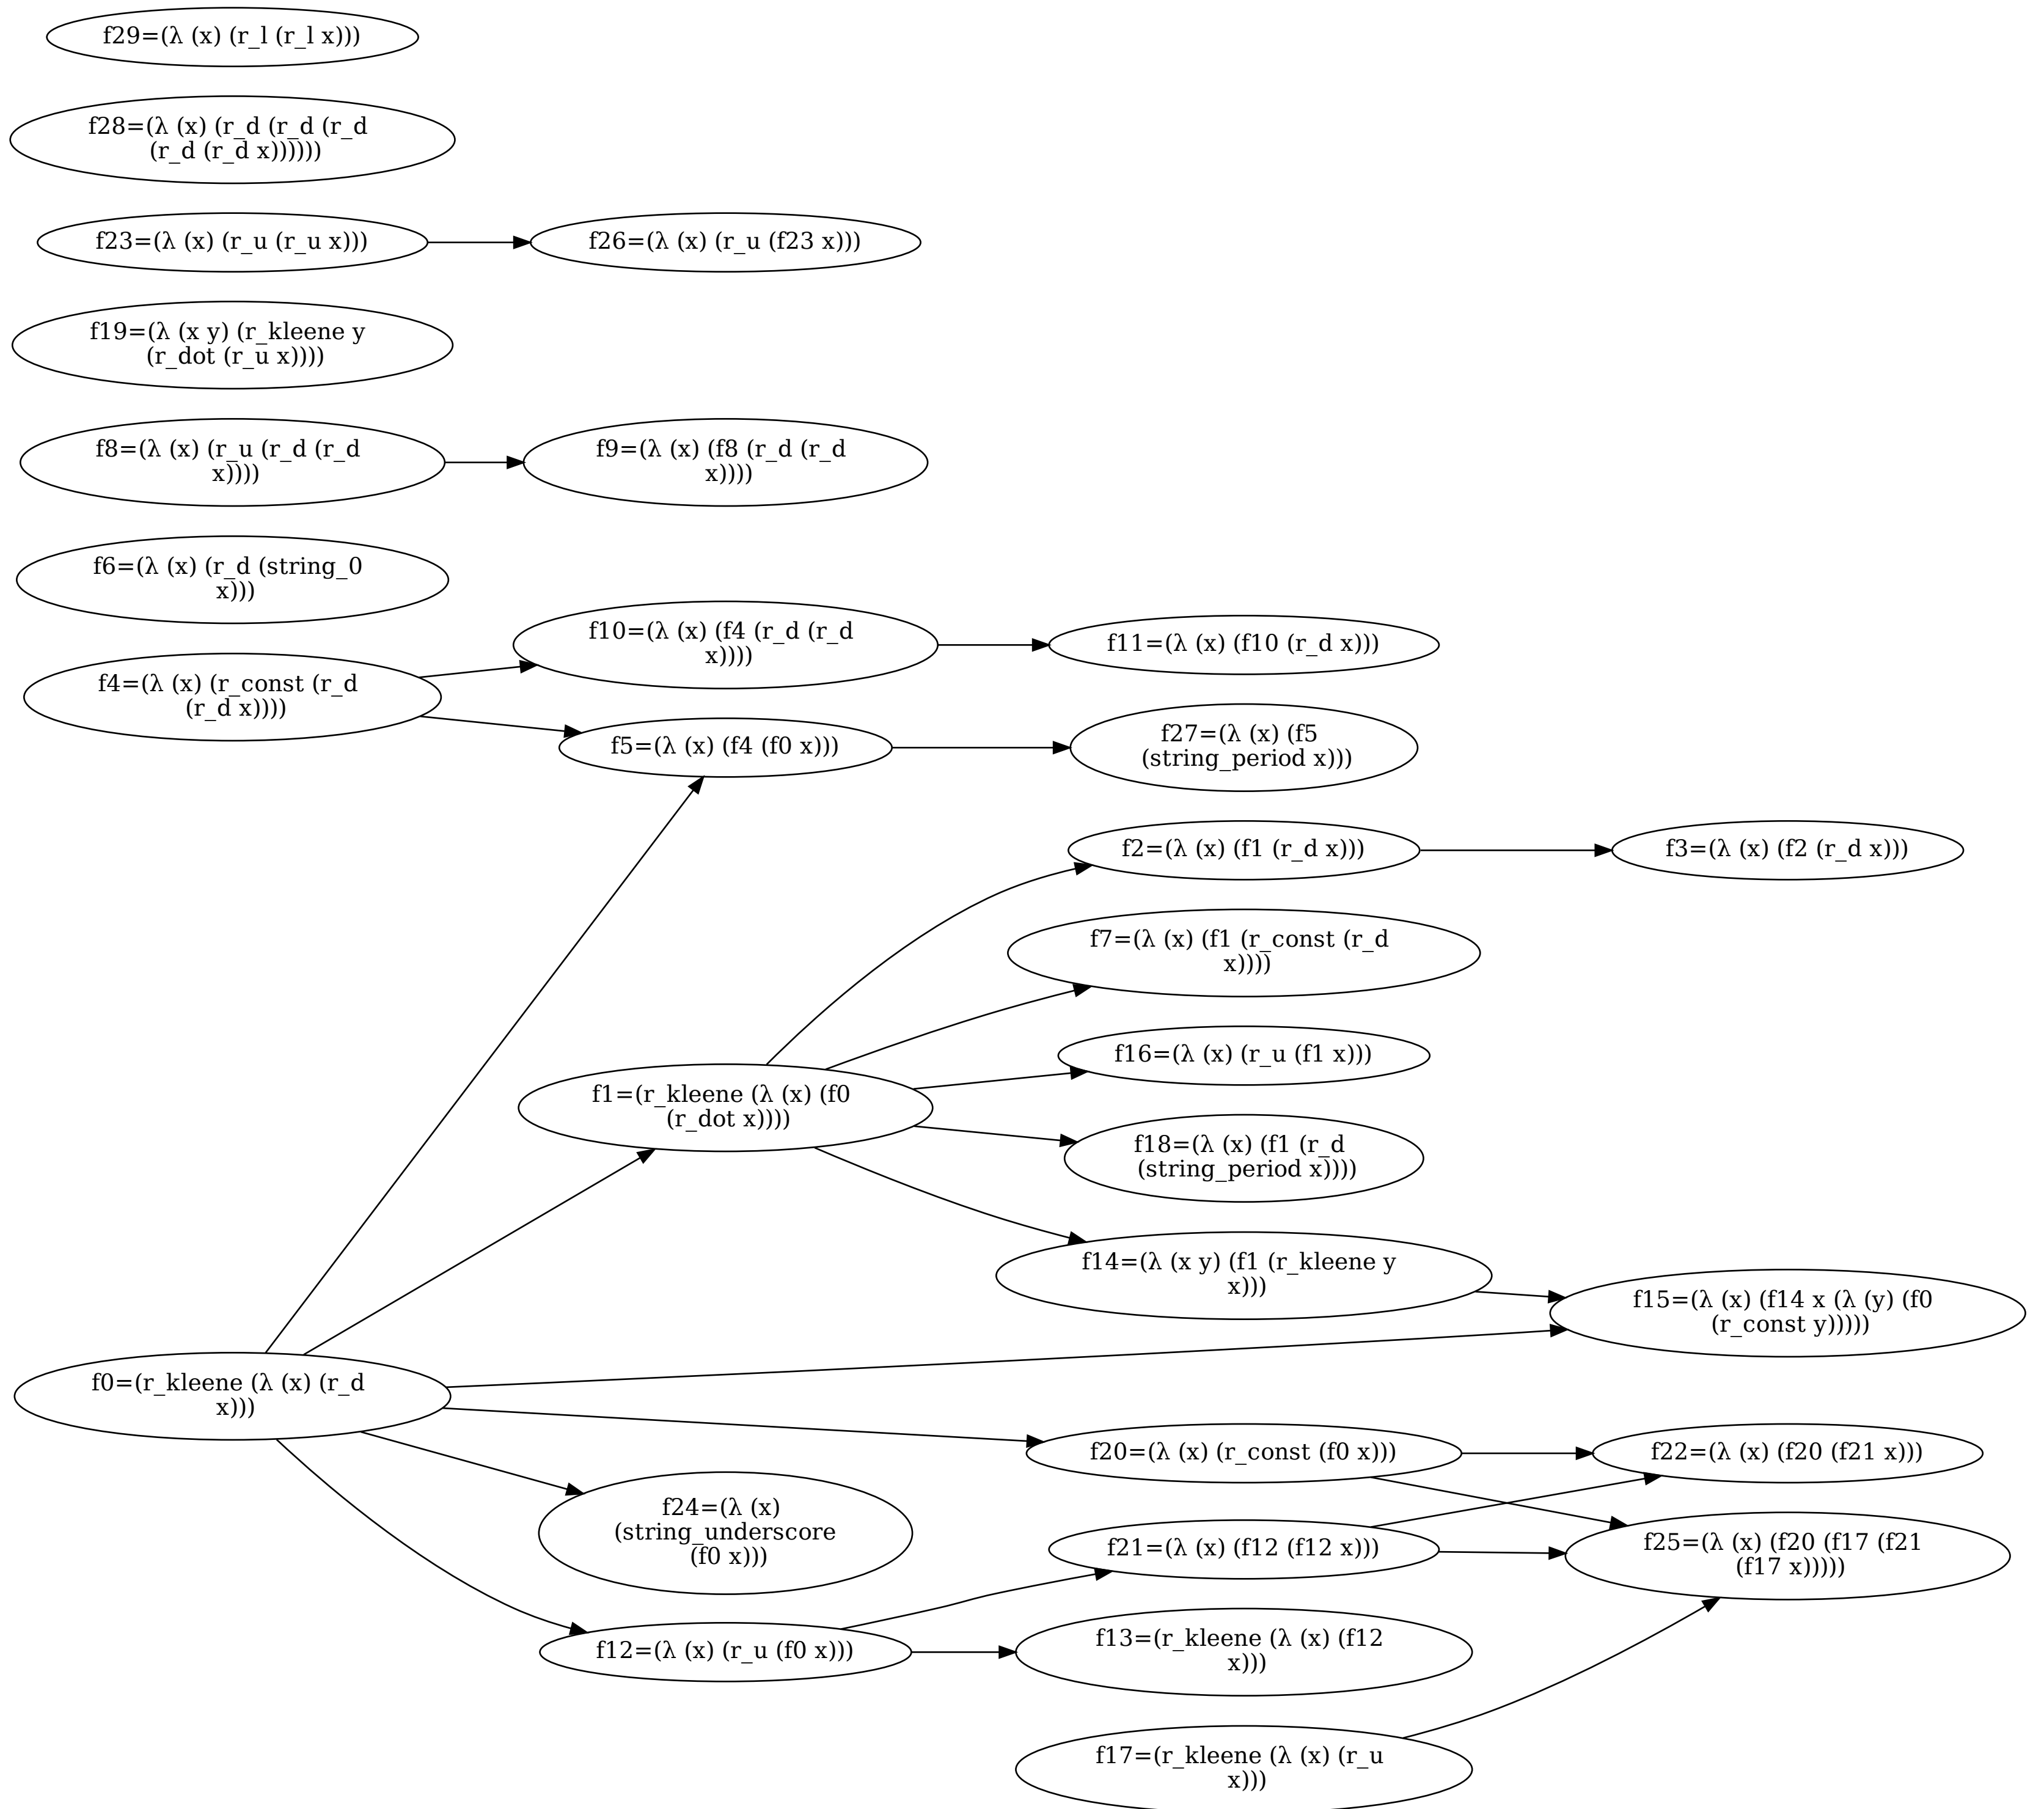 f29=(λ (x) (r_l (r_l x)))
f28=(λ (x) (r_d (r_d (r_d
(r_d (r_d x))))))
f23=(λ (x) (r_u (r_u x)))
f26=(λ (x) (r_u (f23 x)))
f19=(λ (x y) (r_kleene y
(r_dot (r_u x))))
f8=(λ (x) (r_u (r_d (r_d
x))))
f9=(λ (x) (f8 (r_d (r_d
x))))
f6=(λ (x) (r_d (string_0
x)))
f10=(λ (x) (f4 (r_d (r_d
x))))
f11=(λ (x) (f10 (r_d x)))
f4=(λ (x) (r_const (r_d
(r_d x))))
f5=(λ (x) (f4 (f0 x)))
f27=(λ (x) (f5
(string_period x)))
f2=(λ (x) (f1 (r_d x)))
f3=(λ (x) (f2 (r_d x)))
f7=(λ (x) (f1 (r_const (r_d
x))))
f16=(λ (x) (r_u (f1 x)))
f1=(r_kleene (λ (x) (f0
(r_dot x))))
f18=(λ (x) (f1 (r_d
(string_period x))))
f14=(λ (x y) (f1 (r_kleene y
x)))
f15=(λ (x) (f14 x (λ (y) (f0
(r_const y)))))
f0=(r_kleene (λ (x) (r_d
x)))
f20=(λ (x) (r_const (f0 x)))
f22=(λ (x) (f20 (f21 x)))
f24=(λ (x)
(string_underscore
(f0 x)))
f21=(λ (x) (f12 (f12 x)))
f25=(λ (x) (f20 (f17 (f21
(f17 x)))))
f12=(λ (x) (r_u (f0 x)))
f13=(r_kleene (λ (x) (f12
x)))
f17=(r_kleene (λ (x) (r_u
x)))